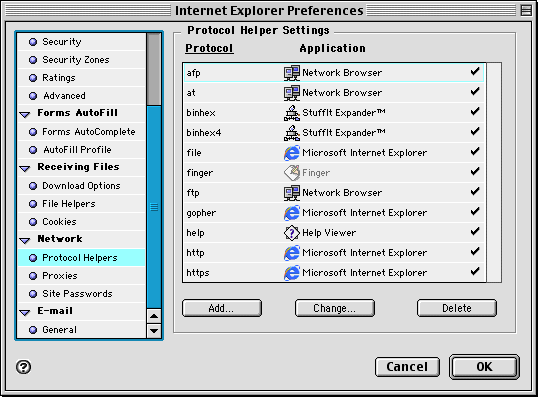 Internet Explorer Preferences
Security
Security Zones
Ratings
Advanced
Forms AutoFill
Forms AutoComplete
AutoFill Profile
Receiving Files
Download Options
File Helpers
Cookies
Network
Protocol Helpers
Proxies
Site Passwords
E-mail
General
Protocol Helper Settings
Protocol Application
afp Network Browser
at Network Browser
binhex StuffIt Expander™
binhex4 StuffIt Expander™
file Microsoft Internet Explorer
finger Finger
ftp Network Browser
gopher Microsoft Internet Explorer
help Help Viewer
http Microsoft Internet Explorer
https Microsoft Internet Explorer
Add... Change... Delete
? Cancel OK